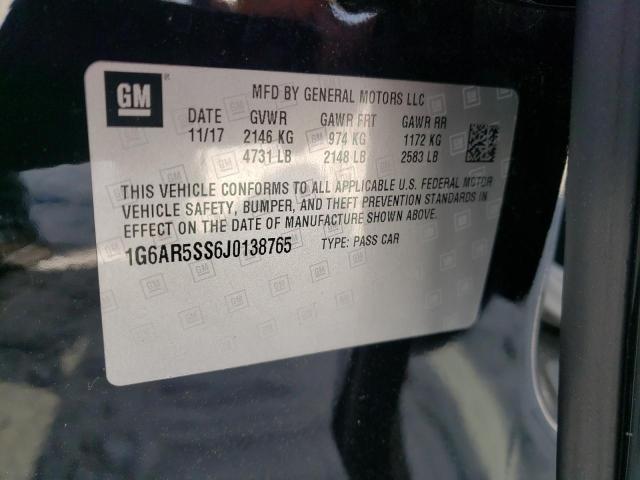 GM
MFD BY GENERAL MOTORS LLC
DATE GVWR GAWR FRT GAWR RR
11/17 2146 KG 974 KG 1172 KG
4731 LB 2148 LB 2583 LB
THIS VEHICLE CONFORMS TO ALL APPLICABLE U.S. FEDERAL MOTOR
VEHICLE SAFETY, BUMPER, AND THEFT PREVENTION STANDARDS IN
EFFECT ON THE DATE OF MANUFACTURE SHOWN ABOVE.
1G6AR5SS6J0138765 TYPE: PASS CAR